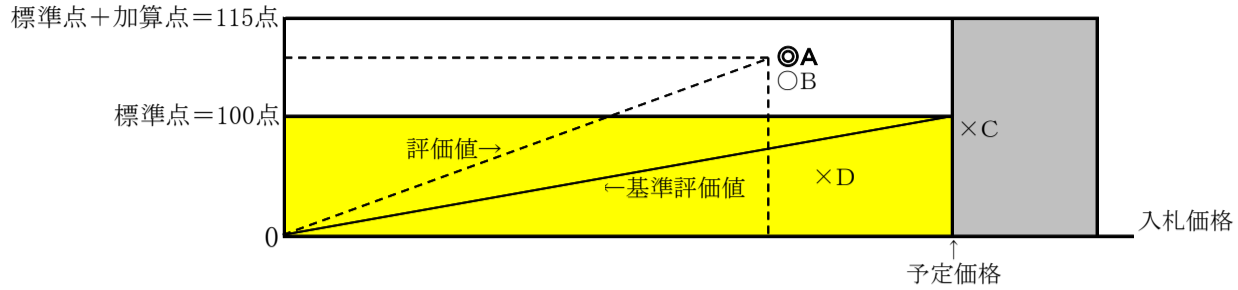 標準点＋加算点＝115点
◎A
○B
標準点＝100点
×C
評価値→
×D
←基準評価値
0
入札価格
↑
予定価格